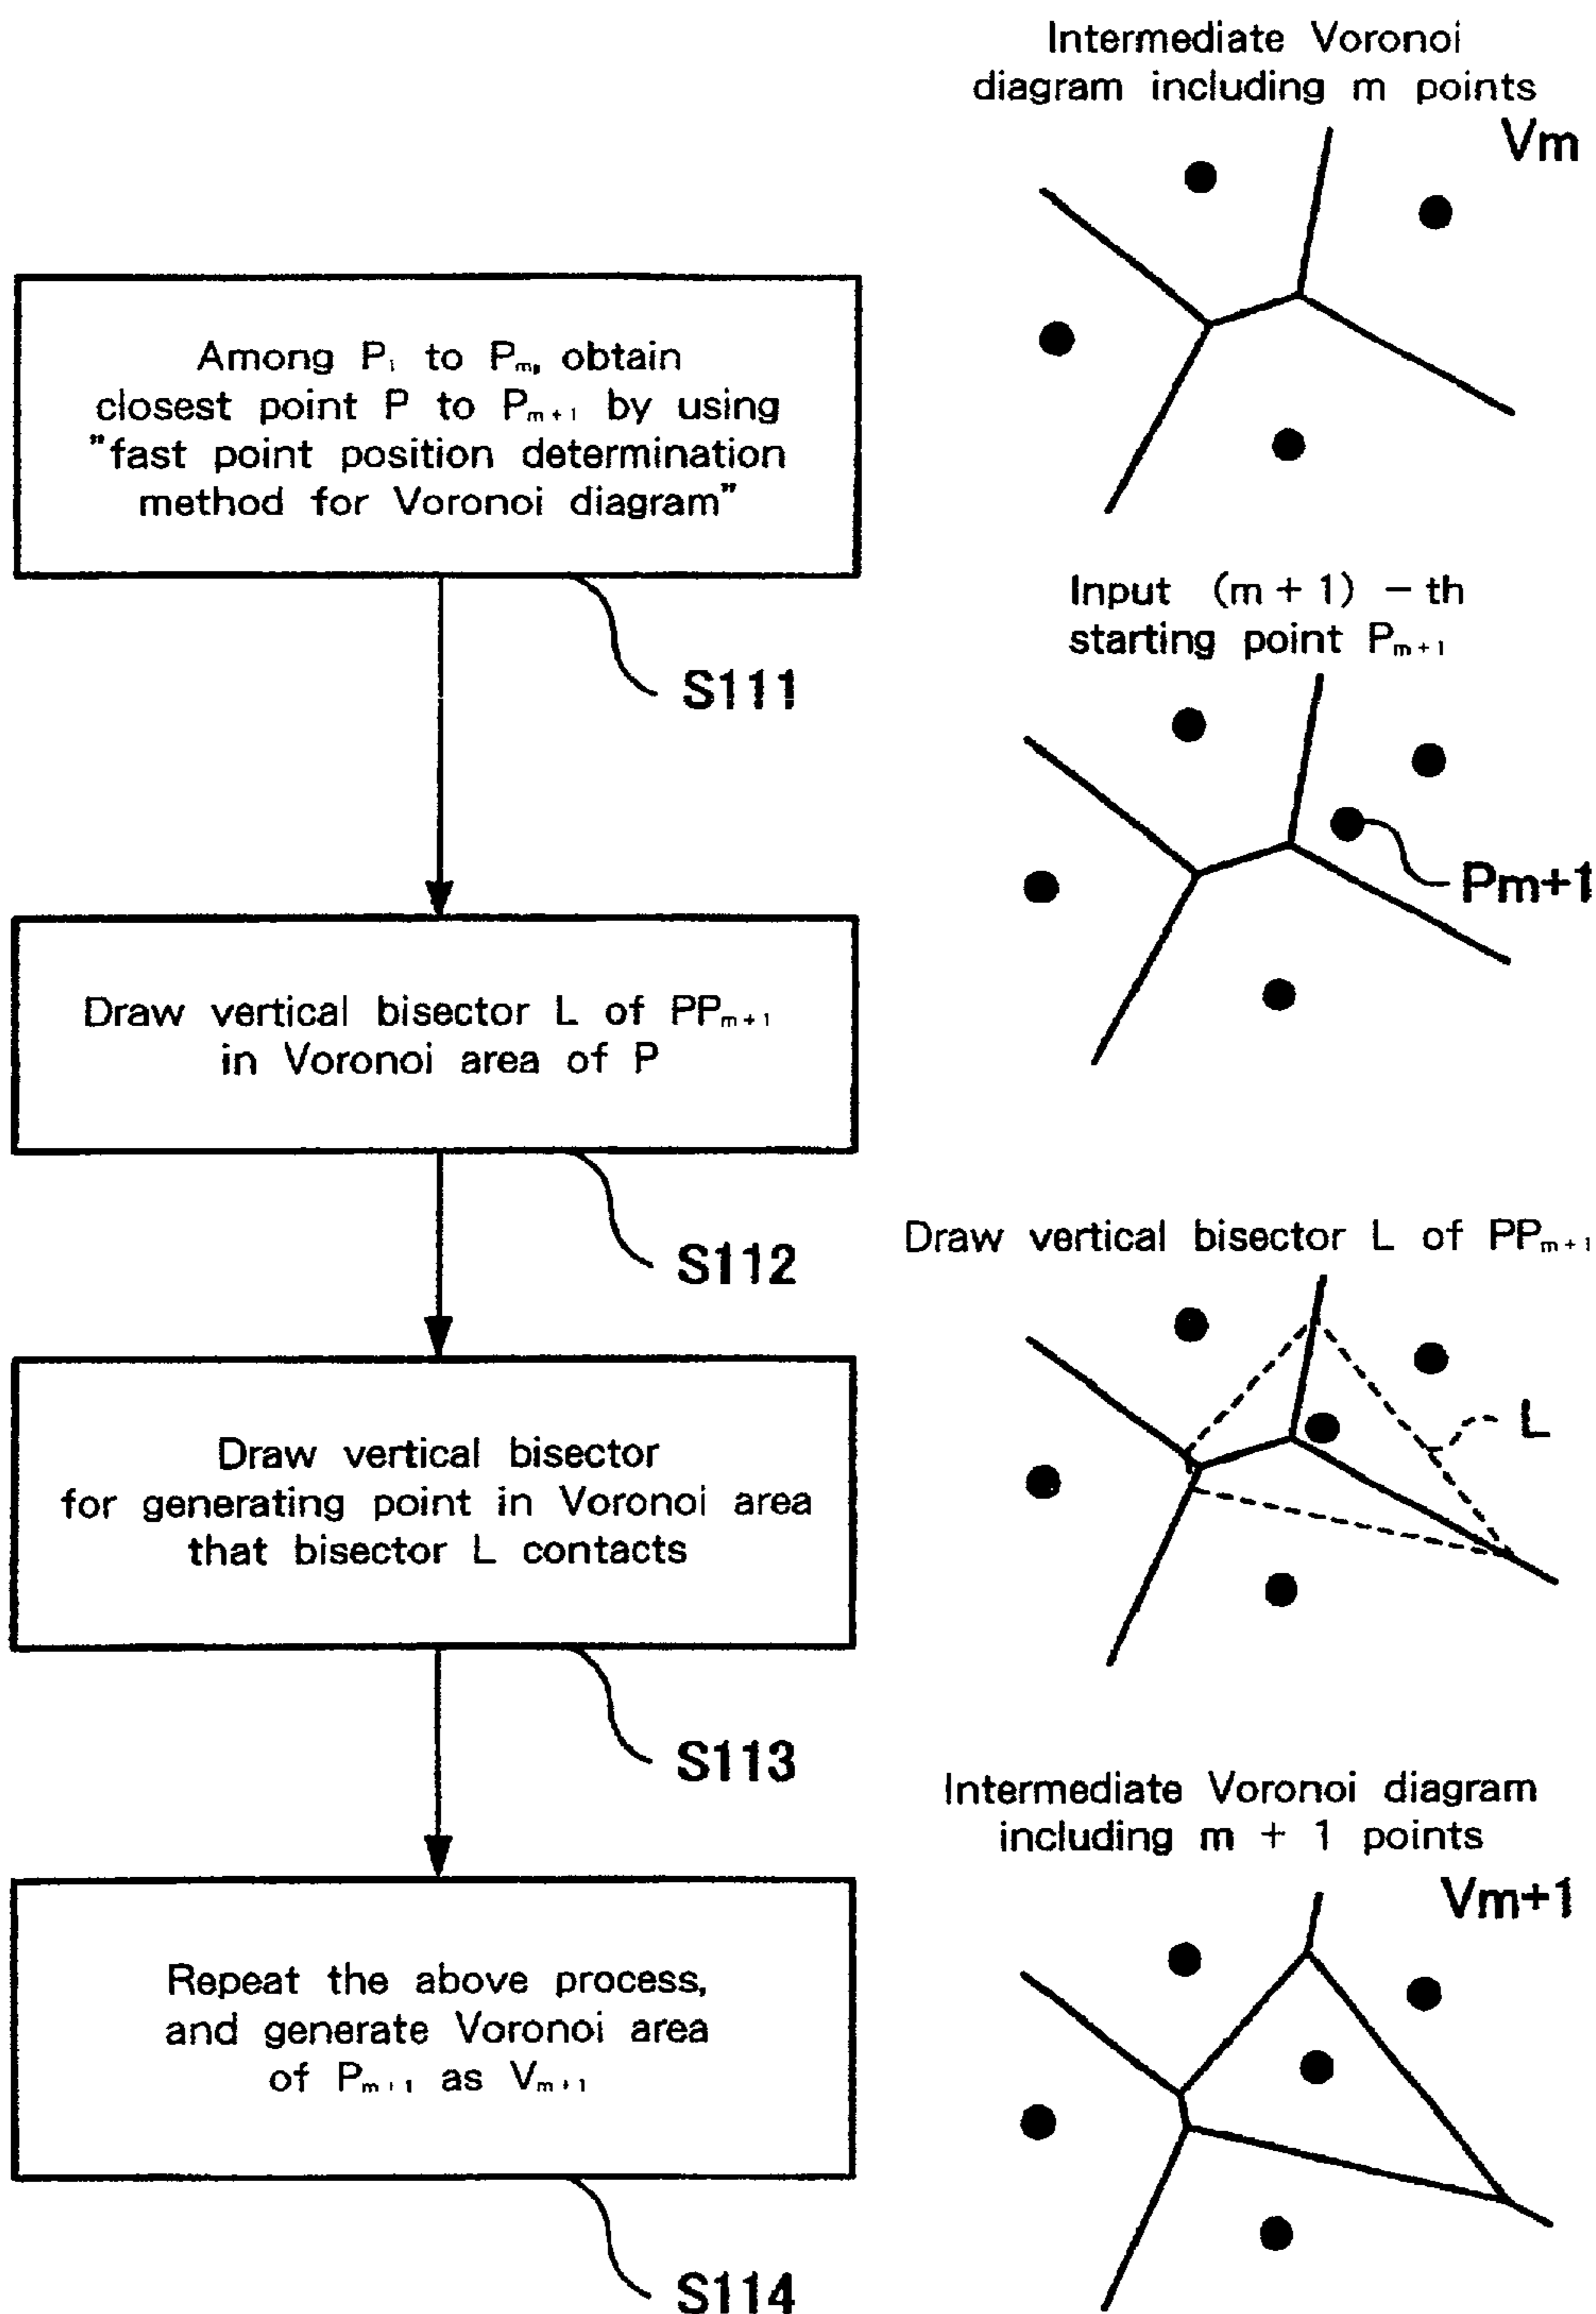 Among P₁ to Pₘ, obtain
closest point P to Pₘ₊₁ by using
"fast point position determination
method for Voronoi diagram"
S111
Draw vertical bisector L of PPₘ₊₁
in Voronoi area of P
S112
Draw vertical bisector
for generating point in Voronoi area
that bisector L contacts
S113
Repeat the above process,
and generate Voronoi area
of Pₘ₊₁ as Vₘ₊₁
S114
Intermediate Voronoi
diagram including m points
Vm
Input (m + 1) – th
starting point Pₘ₊₁
Pm+1
Draw vertical bisector L of PPₘ₊₁
L
Intermediate Voronoi diagram
including m + 1 points
Vm+1